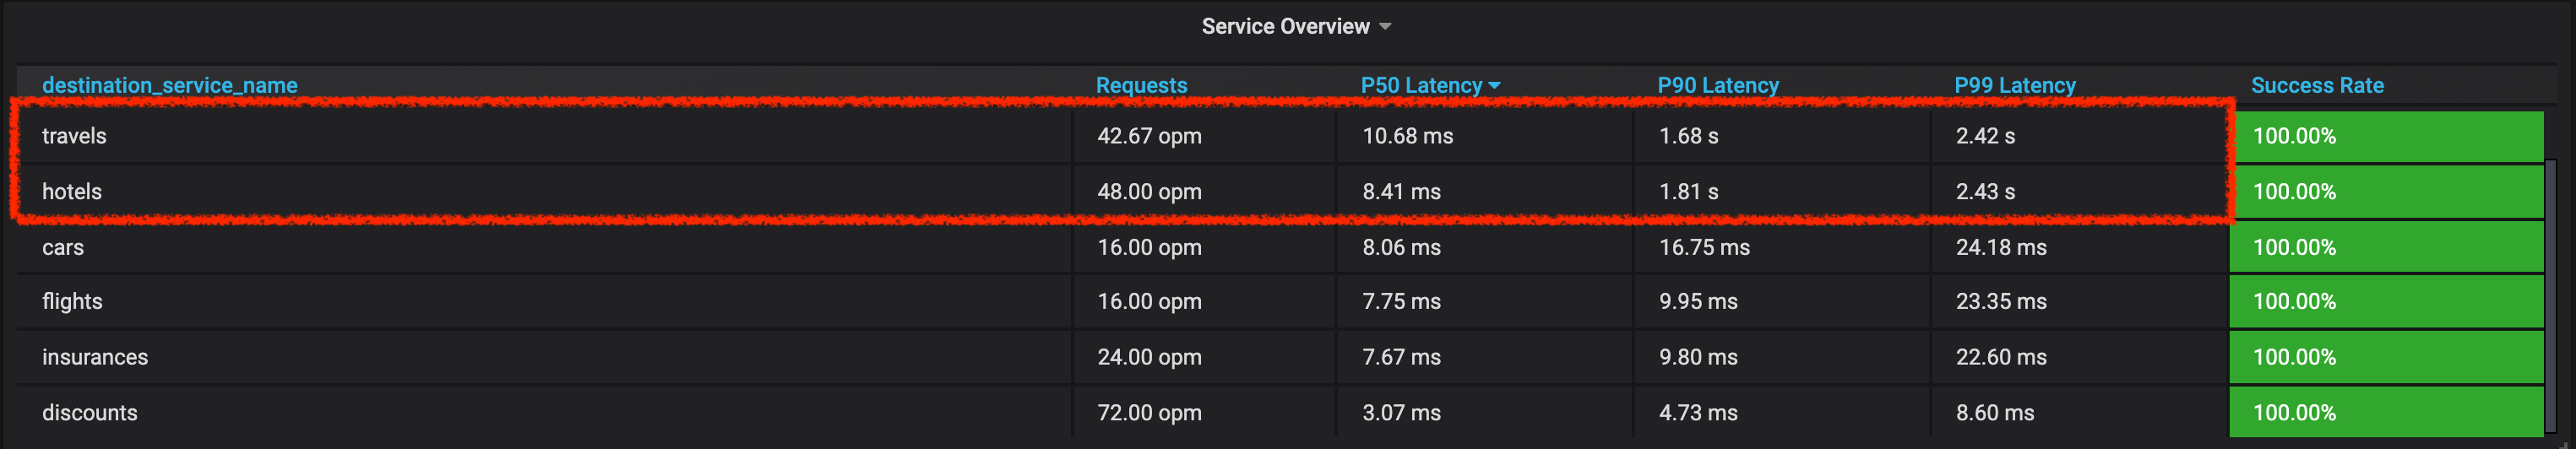 Service Overview
destination_service_name Requests P50 Latency P90 Latency P99 Latency Success Rate
travels 42.67 opm 10.68 ms 1.68 s 2.42 s 100.00%
hotels 48.00 opm 8.41 ms 1.81 s 2.43 s 100.00%
cars 16.00 opm 8.06 ms 16.75 ms 24.18 ms 100.00%
flights 16.00 opm 7.75 ms 9.95 ms 23.35 ms 100.00%
insurances 24.00 opm 7.67 ms 9.80 ms 22.60 ms 100.00%
discounts 72.00 opm 3.07 ms 4.73 ms 8.60 ms 100.00%